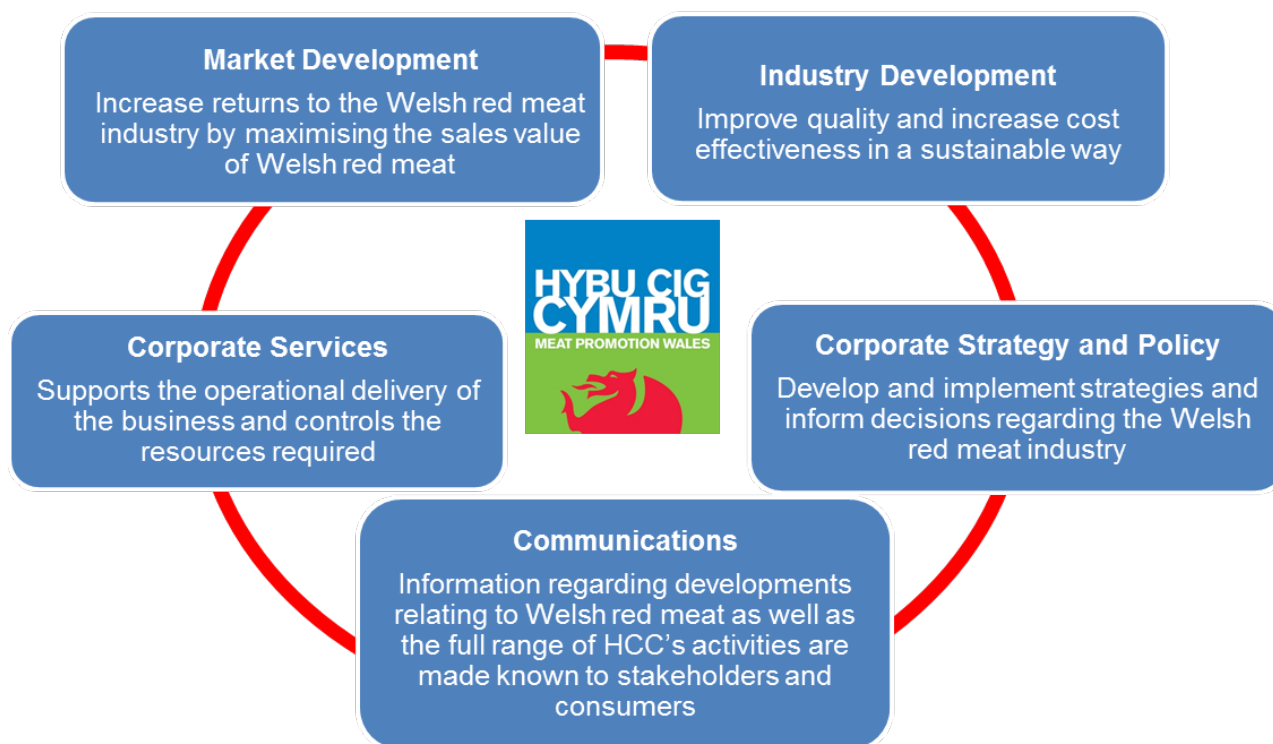 Market Development
Increase returns to the Welsh red meat
industry by maximising the sales value
of Welsh red meat
Industry Development
Improve quality and increase cost
effectiveness in a sustainable way
HYBU CIG
CYMRU
MEAT PROMOTION WALES
Corporate Services
Supports the operational delivery of
the business and controls the
resources required
Corporate Strategy and Policy
Develop and implement strategies and
inform decisions regarding the Welsh
red meat industry
Communications
Information regarding developments
relating to Welsh red meat as well as
the full range of HCC’s activities are
made known to stakeholders and
consumers